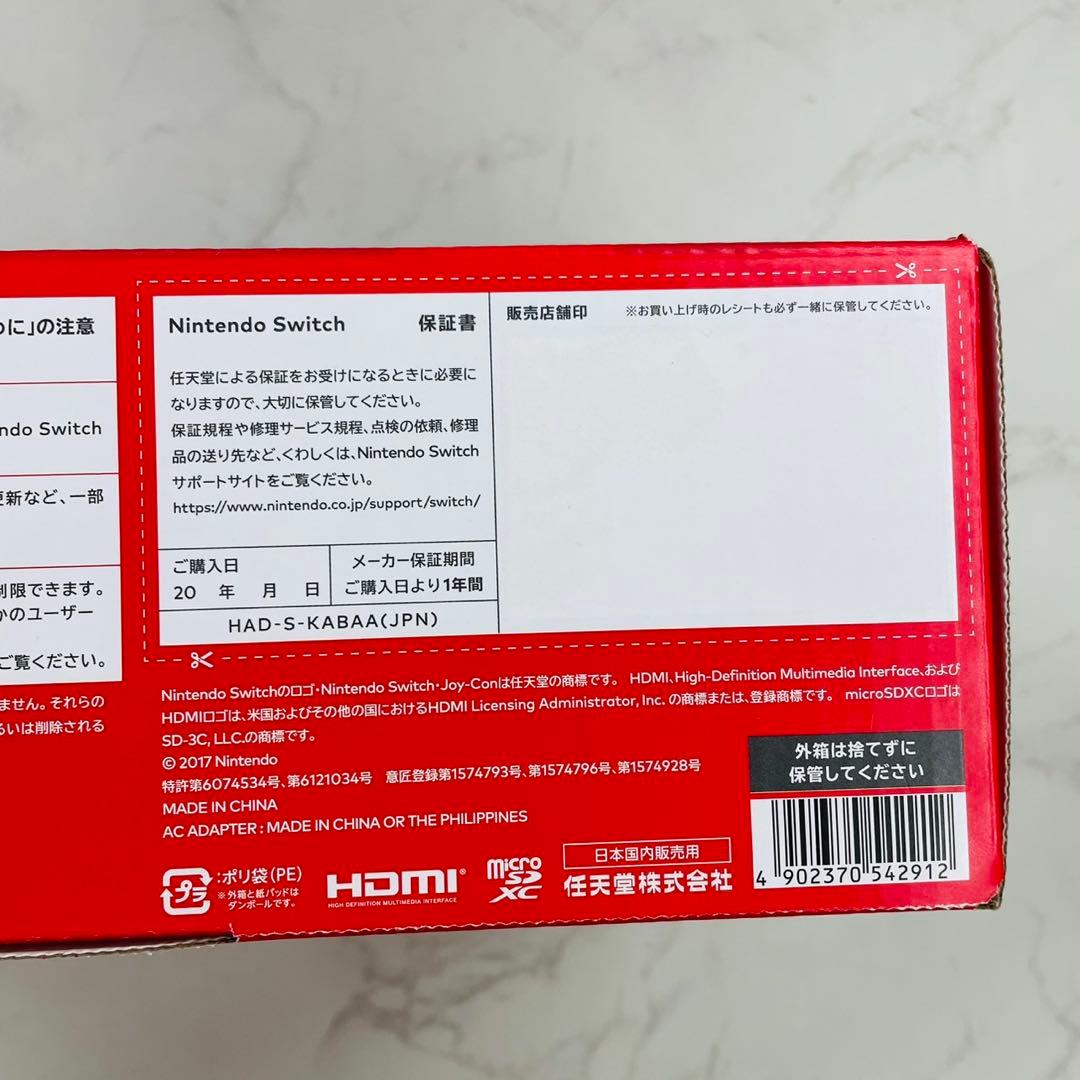 めに」の注意
ndo Switch
更新など、一部
制限できます。
かのユーザー
ご覧ください。
ません。それらの
るいは削除される
Nintendo Switch 保証書
任天堂による保証をお受けになるときに必要に
なりますので、大切に保管してください。
保証規程や修理サービス規程、点検の依頼、修理
品の送り先など、くわしくは、Nintendo Switch
サポートサイトをご覧ください。
https://www.nintendo.co.jp/support/switch/
ご購入日
20 年 月 日
メーカー保証期間
ご購入日より1年間
HAD-S-KABAA(JPN)
販売店舗印 ※お買い上げ時のレシートも必ず一緒に保管してください。
Nintendo Switchのロゴ・Nintendo Switch・Joy-Conは任天堂の商標です。 HDMI、High-Definition Multimedia Interface、および
HDMIロゴは、米国およびその他の国におけるHDMI Licensing Administrator, Inc. の商標または、登録商標です。 microSDXCロゴは
SD-3C, LLC.の商標です。
© 2017 Nintendo
特許第6074534号、第6121034号 意匠登録第1574793号、第1574796号、第1574928号
MADE IN CHINA
AC ADAPTER : MADE IN CHINA OR THE PHILIPPINES
プラ
:ポリ袋(PE)
※外箱と紙パッドは
ダンボールです。
HDMI®
HIGH DEFINITION MULTIMEDIA INTERFACE
micro
SD
XC
日本国内販売用
任天堂株式会社
外箱は捨てずに
保管してください
4 902370 542912